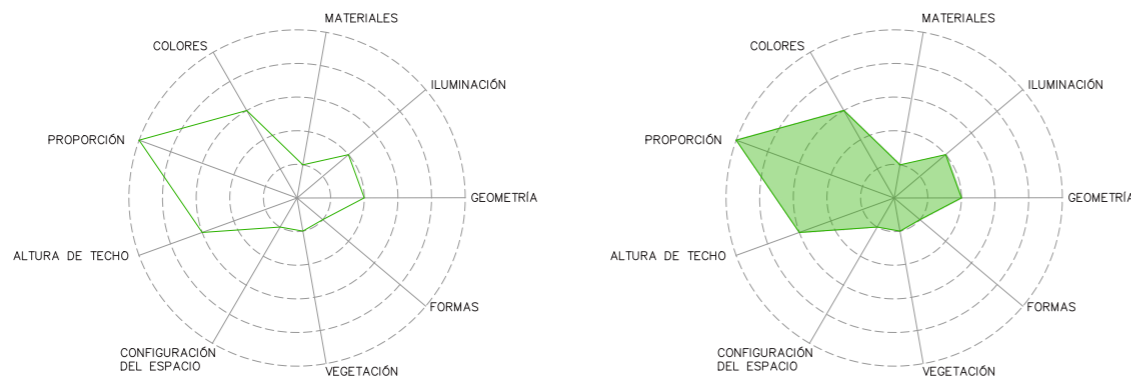 MATERIALES
COLORES
ILUMINACIÓN
PROPORCIÓN
GEOMETRÍA
ALTURA DE TECHO
FORMAS
CONFIGURACIÓN
DEL ESPACIO
VEGETACIÓN
MATERIALES
COLORES
ILUMINACIÓN
PROPORCIÓN
GEOMETRÍA
ALTURA DE TECHO
FORMAS
CONFIGURACIÓN
DEL ESPACIO
VEGETACIÓN